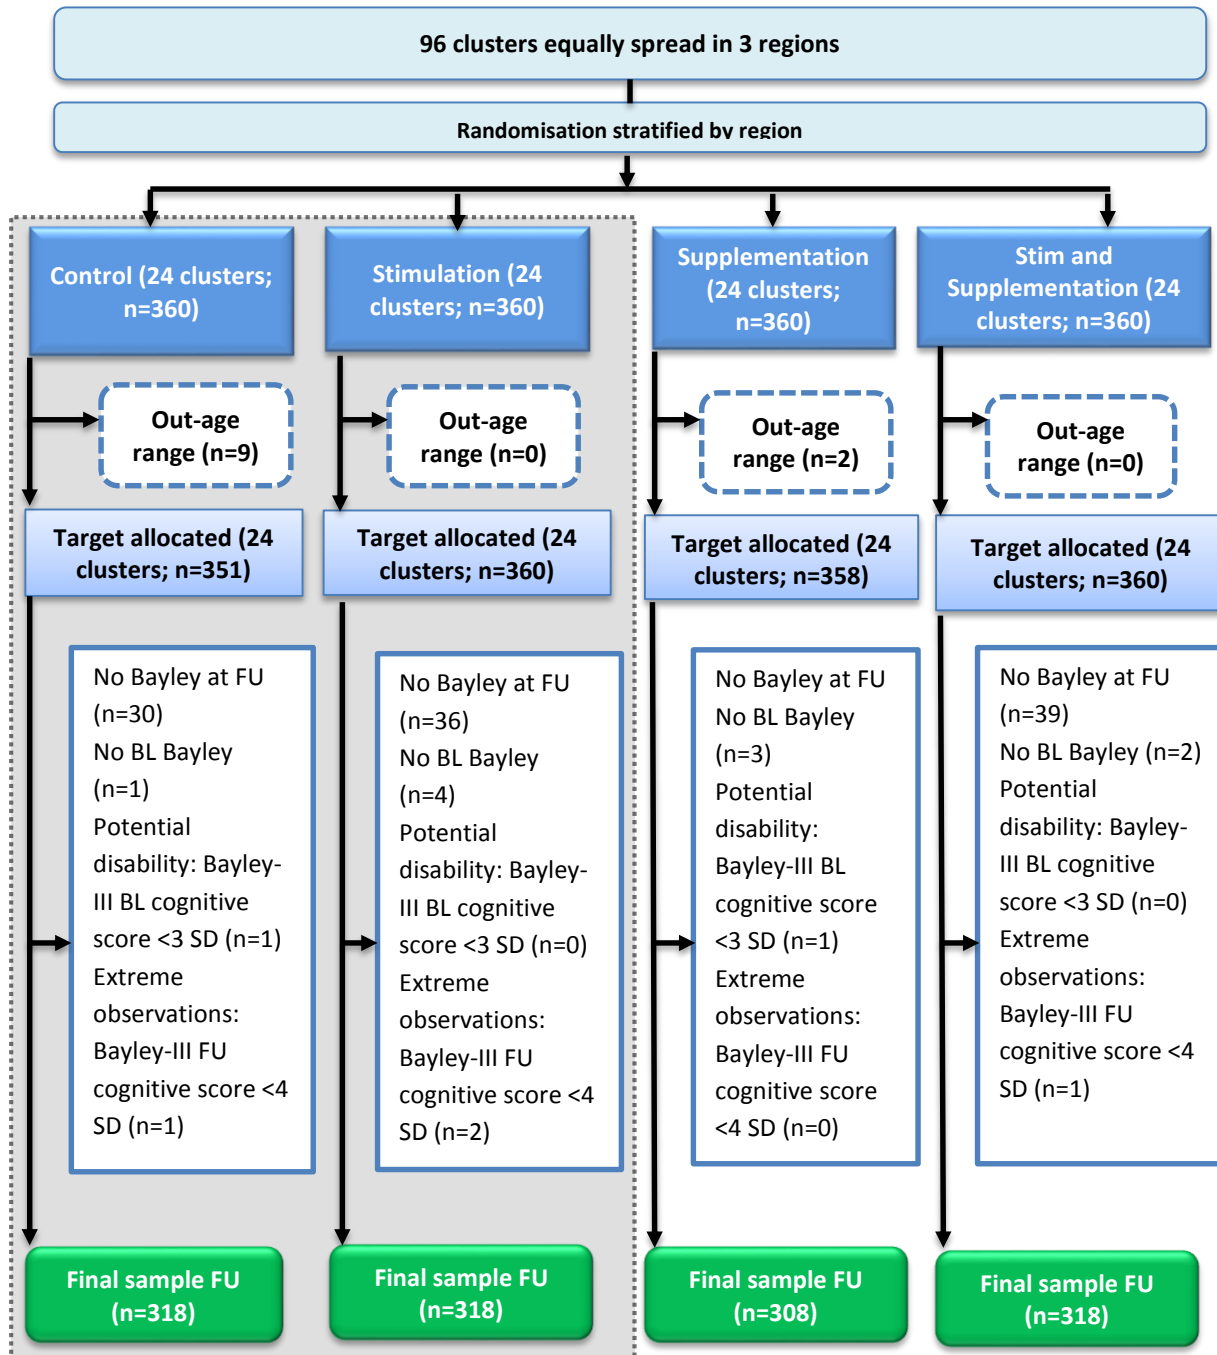 96 clusters equally spread in 3 regions
Randomisation stratified by region
Control (24 clusters;
n=360)
Stimulation (24
clusters; n=360)
Supplementation
(24 clusters;
n=360)
Stim and
Supplementation (24
clusters; n=360)
Out-age
range (n=9)
Out-age
range (n=0)
Out-age
range (n=2)
Out-age
range (n=0)
Target allocated (24
clusters; n=351)
Target allocated (24
clusters; n=360)
Target allocated (24
clusters; n=358)
Target allocated (24
clusters; n=360)
No Bayley at FU
(n=30)
No BL Bayley
(n=1)
Potential
disability: Bayley-
III BL cognitive
score <3 SD (n=1)
Extreme
observations:
Bayley-III FU
cognitive score <4
SD (n=1)
No Bayley at FU
(n=36)
No BL Bayley
(n=4)
Potential
disability: Bayley-
III BL cognitive
score <3 SD (n=0)
Extreme
observations:
Bayley-III FU
cognitive score <4
SD (n=2)
No Bayley at FU
No BL Bayley
(n=3)
Potential
disability:
Bayley-III BL
cognitive score
<3 SD (n=1)
Extreme
observations:
Bayley-III FU
cognitive score
<4 SD (n=0)
No Bayley at FU
(n=39)
No BL Bayley (n=2)
Potential
disability: Bayley-
III BL cognitive
score <3 SD (n=0)
Extreme
observations:
Bayley-III FU
cognitive score <4
SD (n=1)
Final sample FU
(n=318)
Final sample FU
(n=318)
Final sample FU
(n=308)
Final sample FU
(n=318)